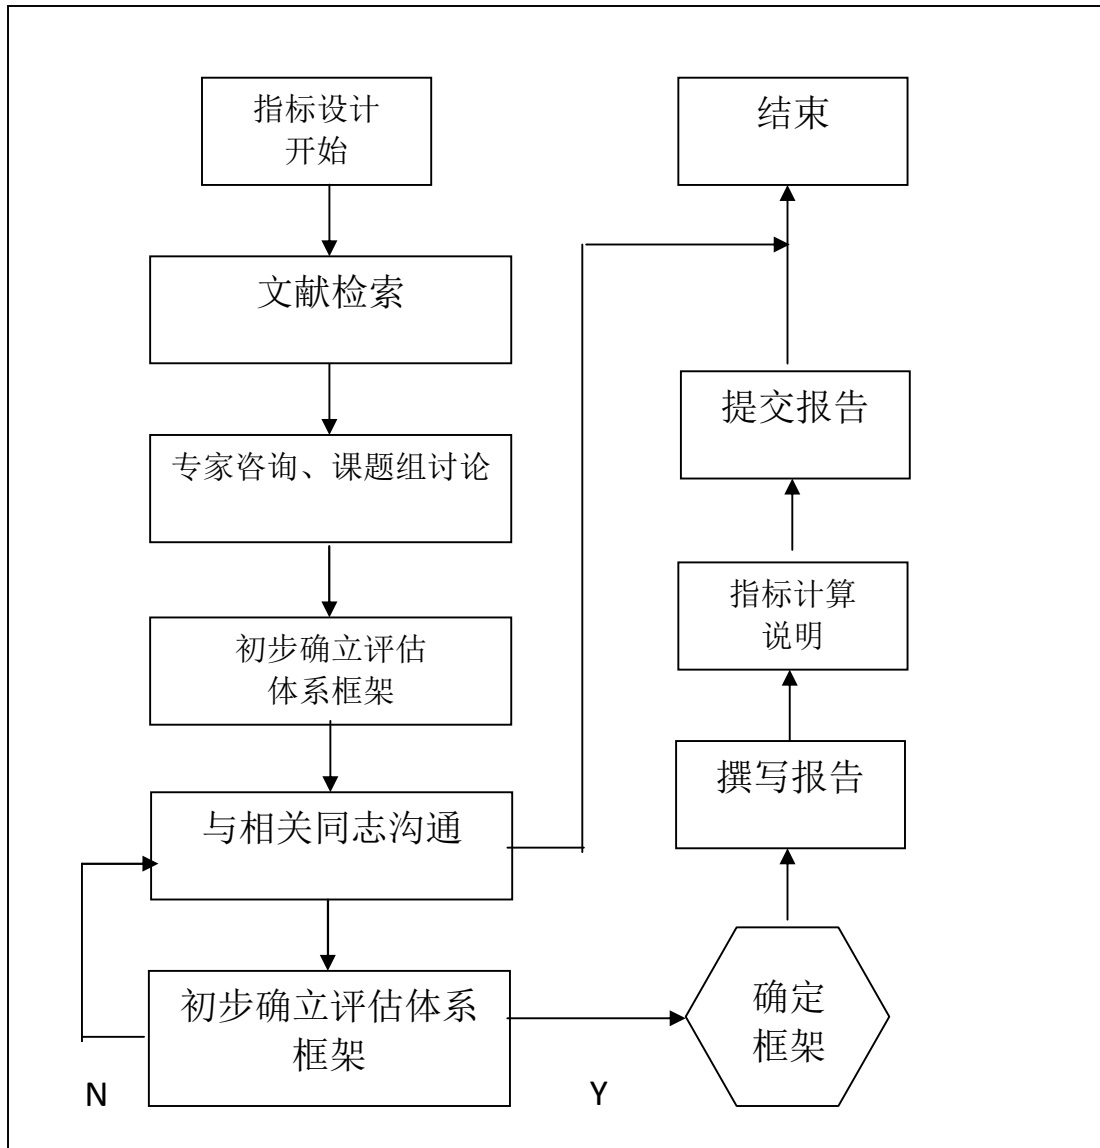 指标设计
开始
文献检索
专家咨询、课题组讨论
初步确立评估
体系框架
与相关同志沟通
初步确立评估体系
框架
N
Y
确定
框架
撰写报告
指标计算
说明
提交报告
结束